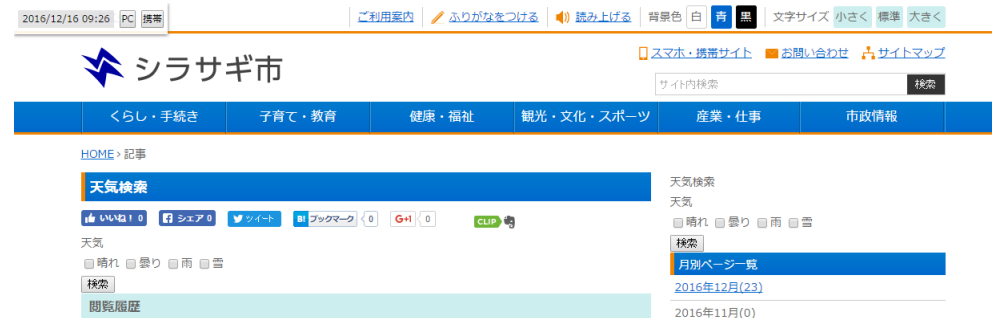 2016/12/16 09:26 PC 携帯
ご利用案内 ふりがなをつける 読み上げる 背景色 白 青 黒 文字サイズ 小さく 標準 大きく
シラサギ市
スマホ・携帯サイト お問い合わせ サイトマップ
サイト内検索 検索
くらし・手続き 子育て・教育 健康・福祉 観光・文化・スポーツ 産業・仕事 市政情報
HOME › 記事
天気検索
いいね! 0 シェア 0 ツイート B! ブックマーク 0 G+1 0 CLIP
天気
晴れ 曇り 雨 雪
検索
閲覧履歴
天気検索
天気
晴れ 曇り 雨 雪
検索
月別ページ一覧
2016年12月(23)
2016年11月(0)